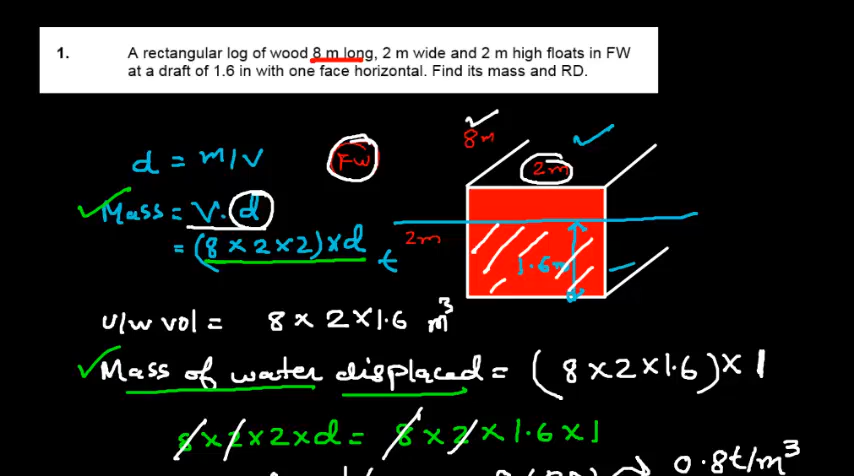 1. A rectangular log of wood 8 m long, 2 m wide and 2 m high floats in FW
at a draft of 1.6 in with one face horizontal. Find its mass and RD.
8m
d = m/V
FW
2m
Mass = V.d
= (8 × 2 × 2) × d t
2m
1.6m
u/w vol = 8 × 2 × 1.6 m³
Mass of water displaced = (8 × 2 × 1.6) × 1
8 × 2 × 2 × d = 8 × 2 × 1.6 × 1
0.8t/m³